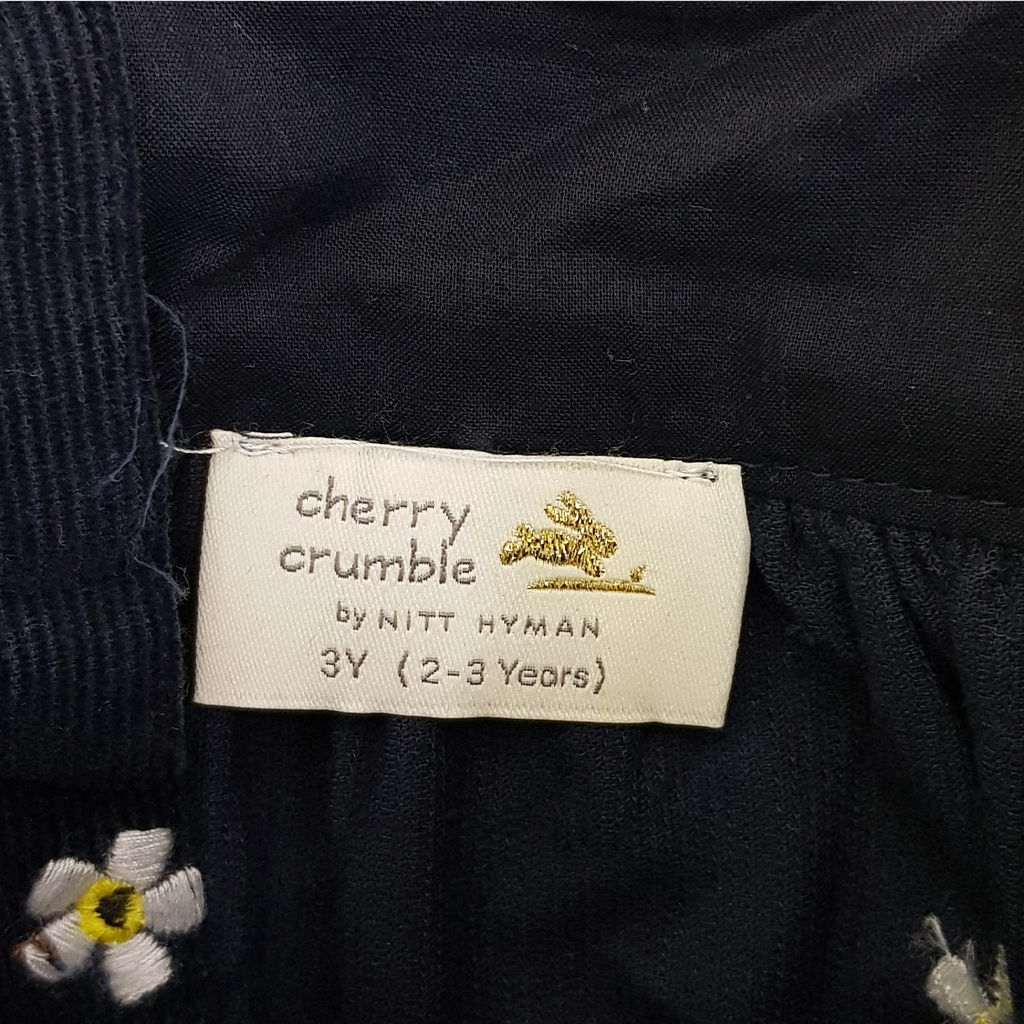 cherry
crumble
by NITT HYMAN
3Y (2-3 Years)